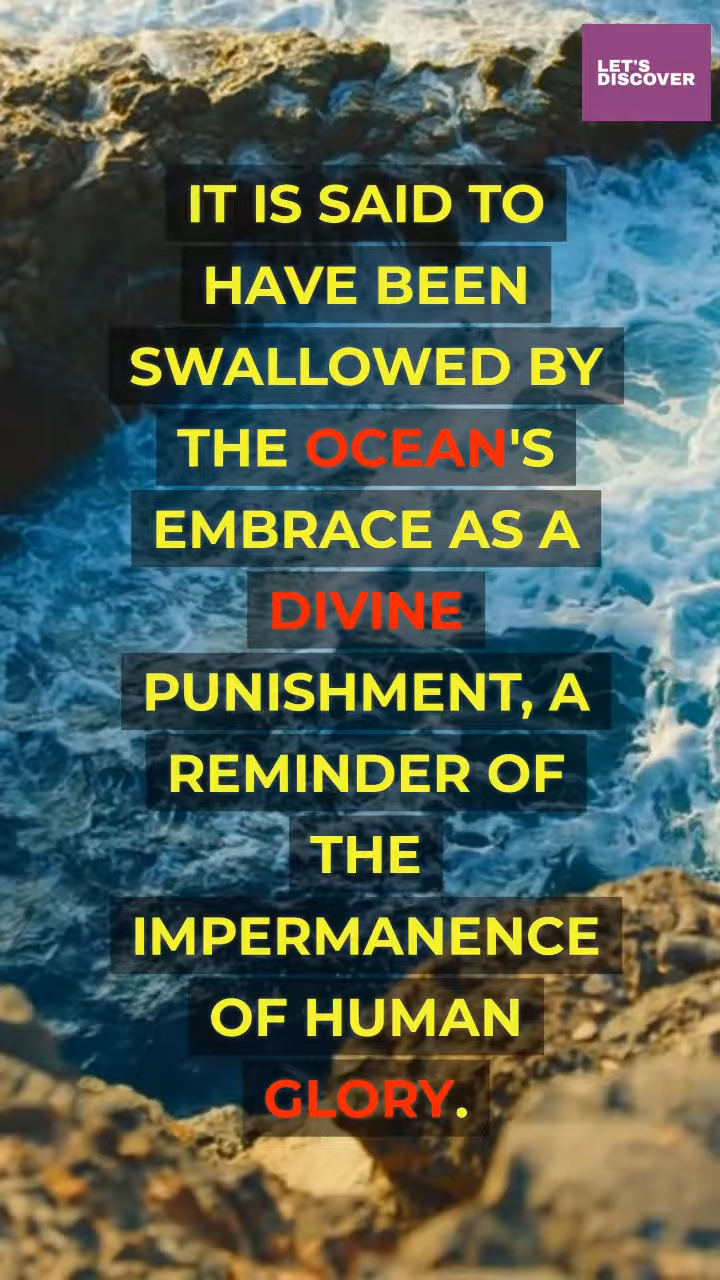 LET'S
DISCOVER
IT IS SAID TO
HAVE BEEN
SWALLOWED BY
THE OCEAN'S
EMBRACE AS A
DIVINE
PUNISHMENT, A
REMINDER OF
THE
IMPERMANENCE
OF HUMAN
GLORY.